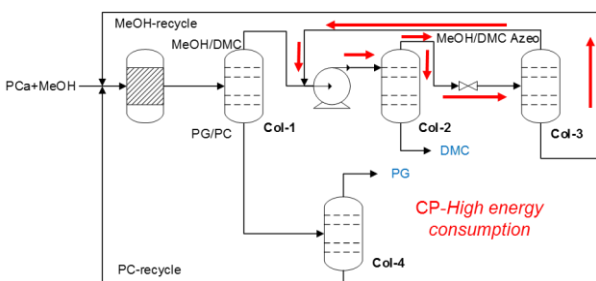 MeOH-recycle
MeOH/DMC
MeOH/DMC Azeo
PCa+MeOH
Col-1
Col-2
Col-3
PG/PC
DMC
PG
CP-High energy
consumption
Col-4
PC-recycle